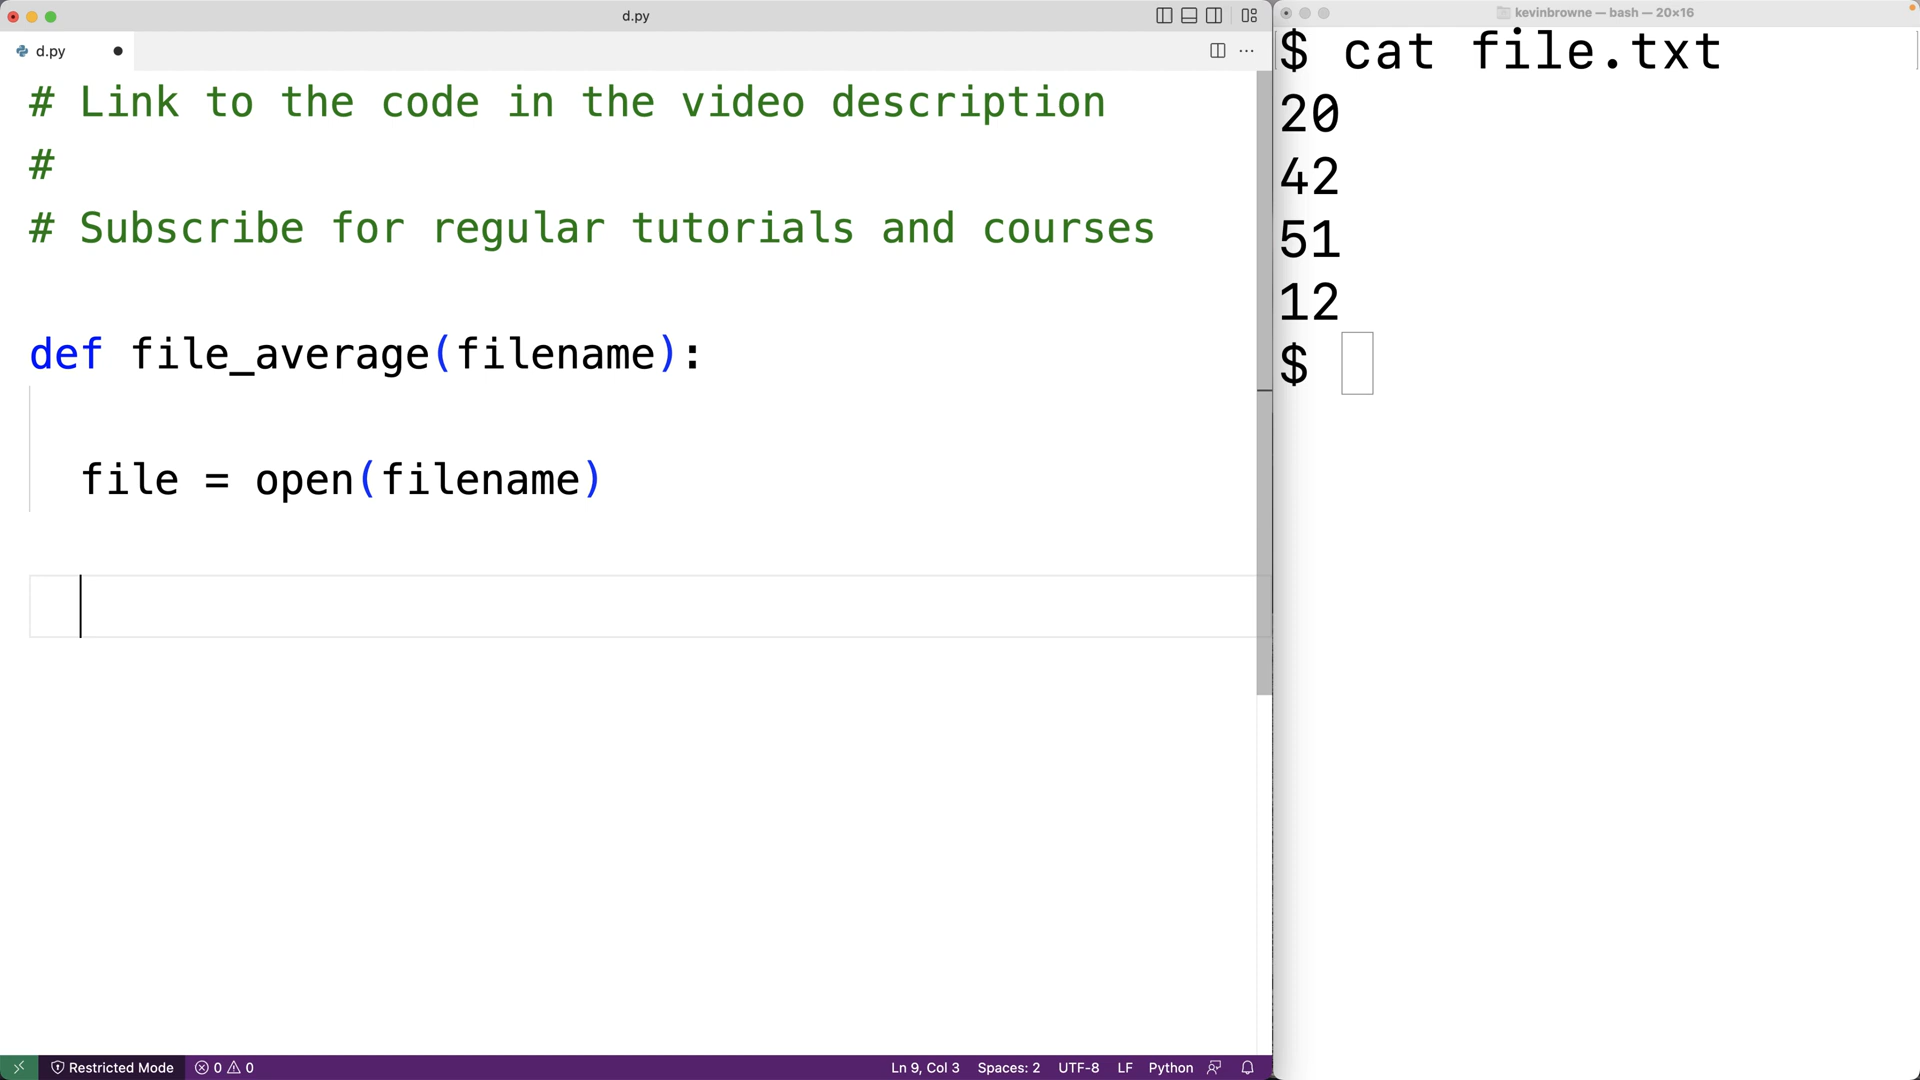 d.py
d.py
# Link to the code in the video description
#
# Subscribe for regular tutorials and courses
def file_average(filename):
file = open(filename)
Restricted Mode
0 0
Ln 9, Col 3 Spaces: 2 UTF-8 LF Python
kevinbrowne — bash — 20×16
$ cat file.txt
20
42
51
12
$